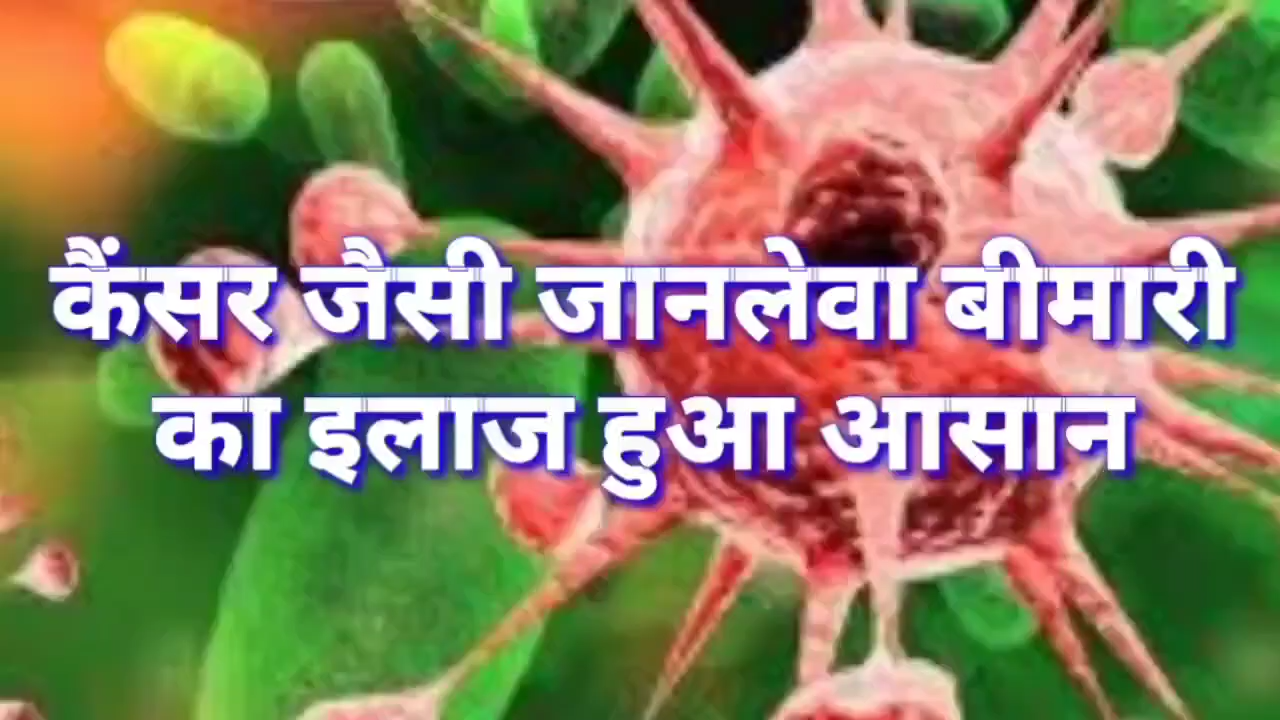 कैंसर जैसी जानलेवा बीमारी
का इलाज हुआ आसान